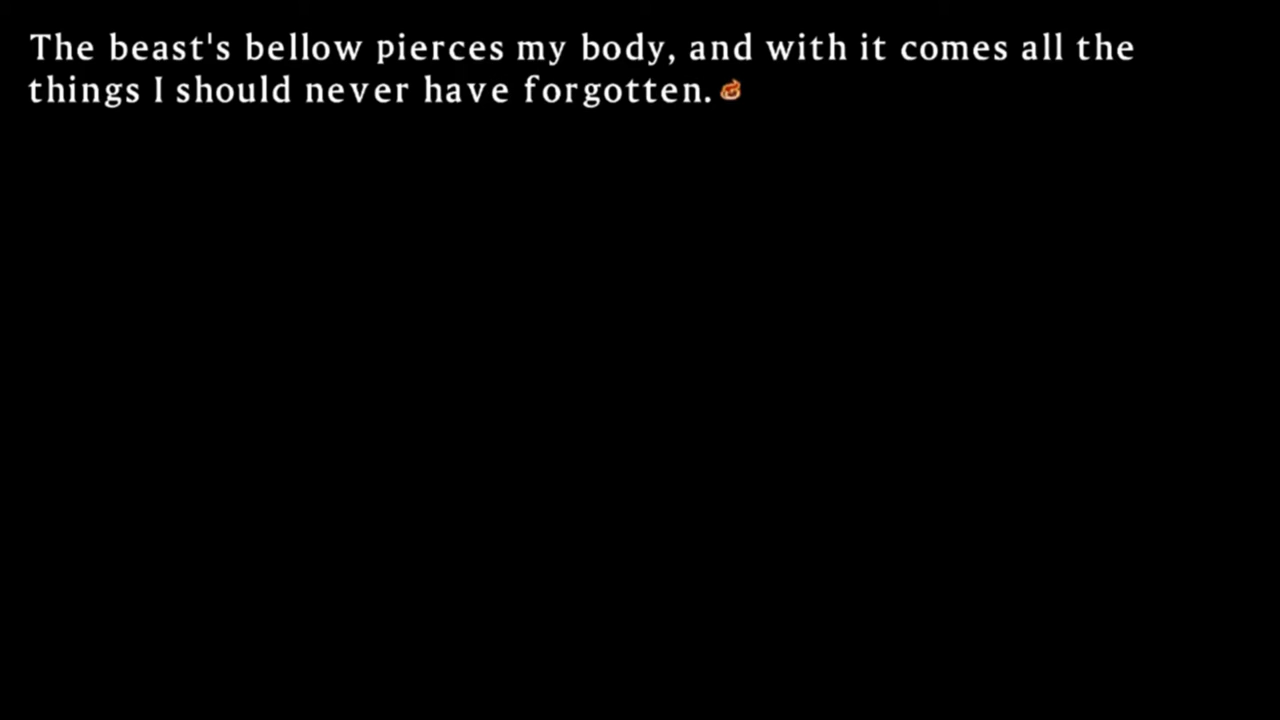 The beast's bellow pierces my body, and with it comes all the
things I should never have forgotten.